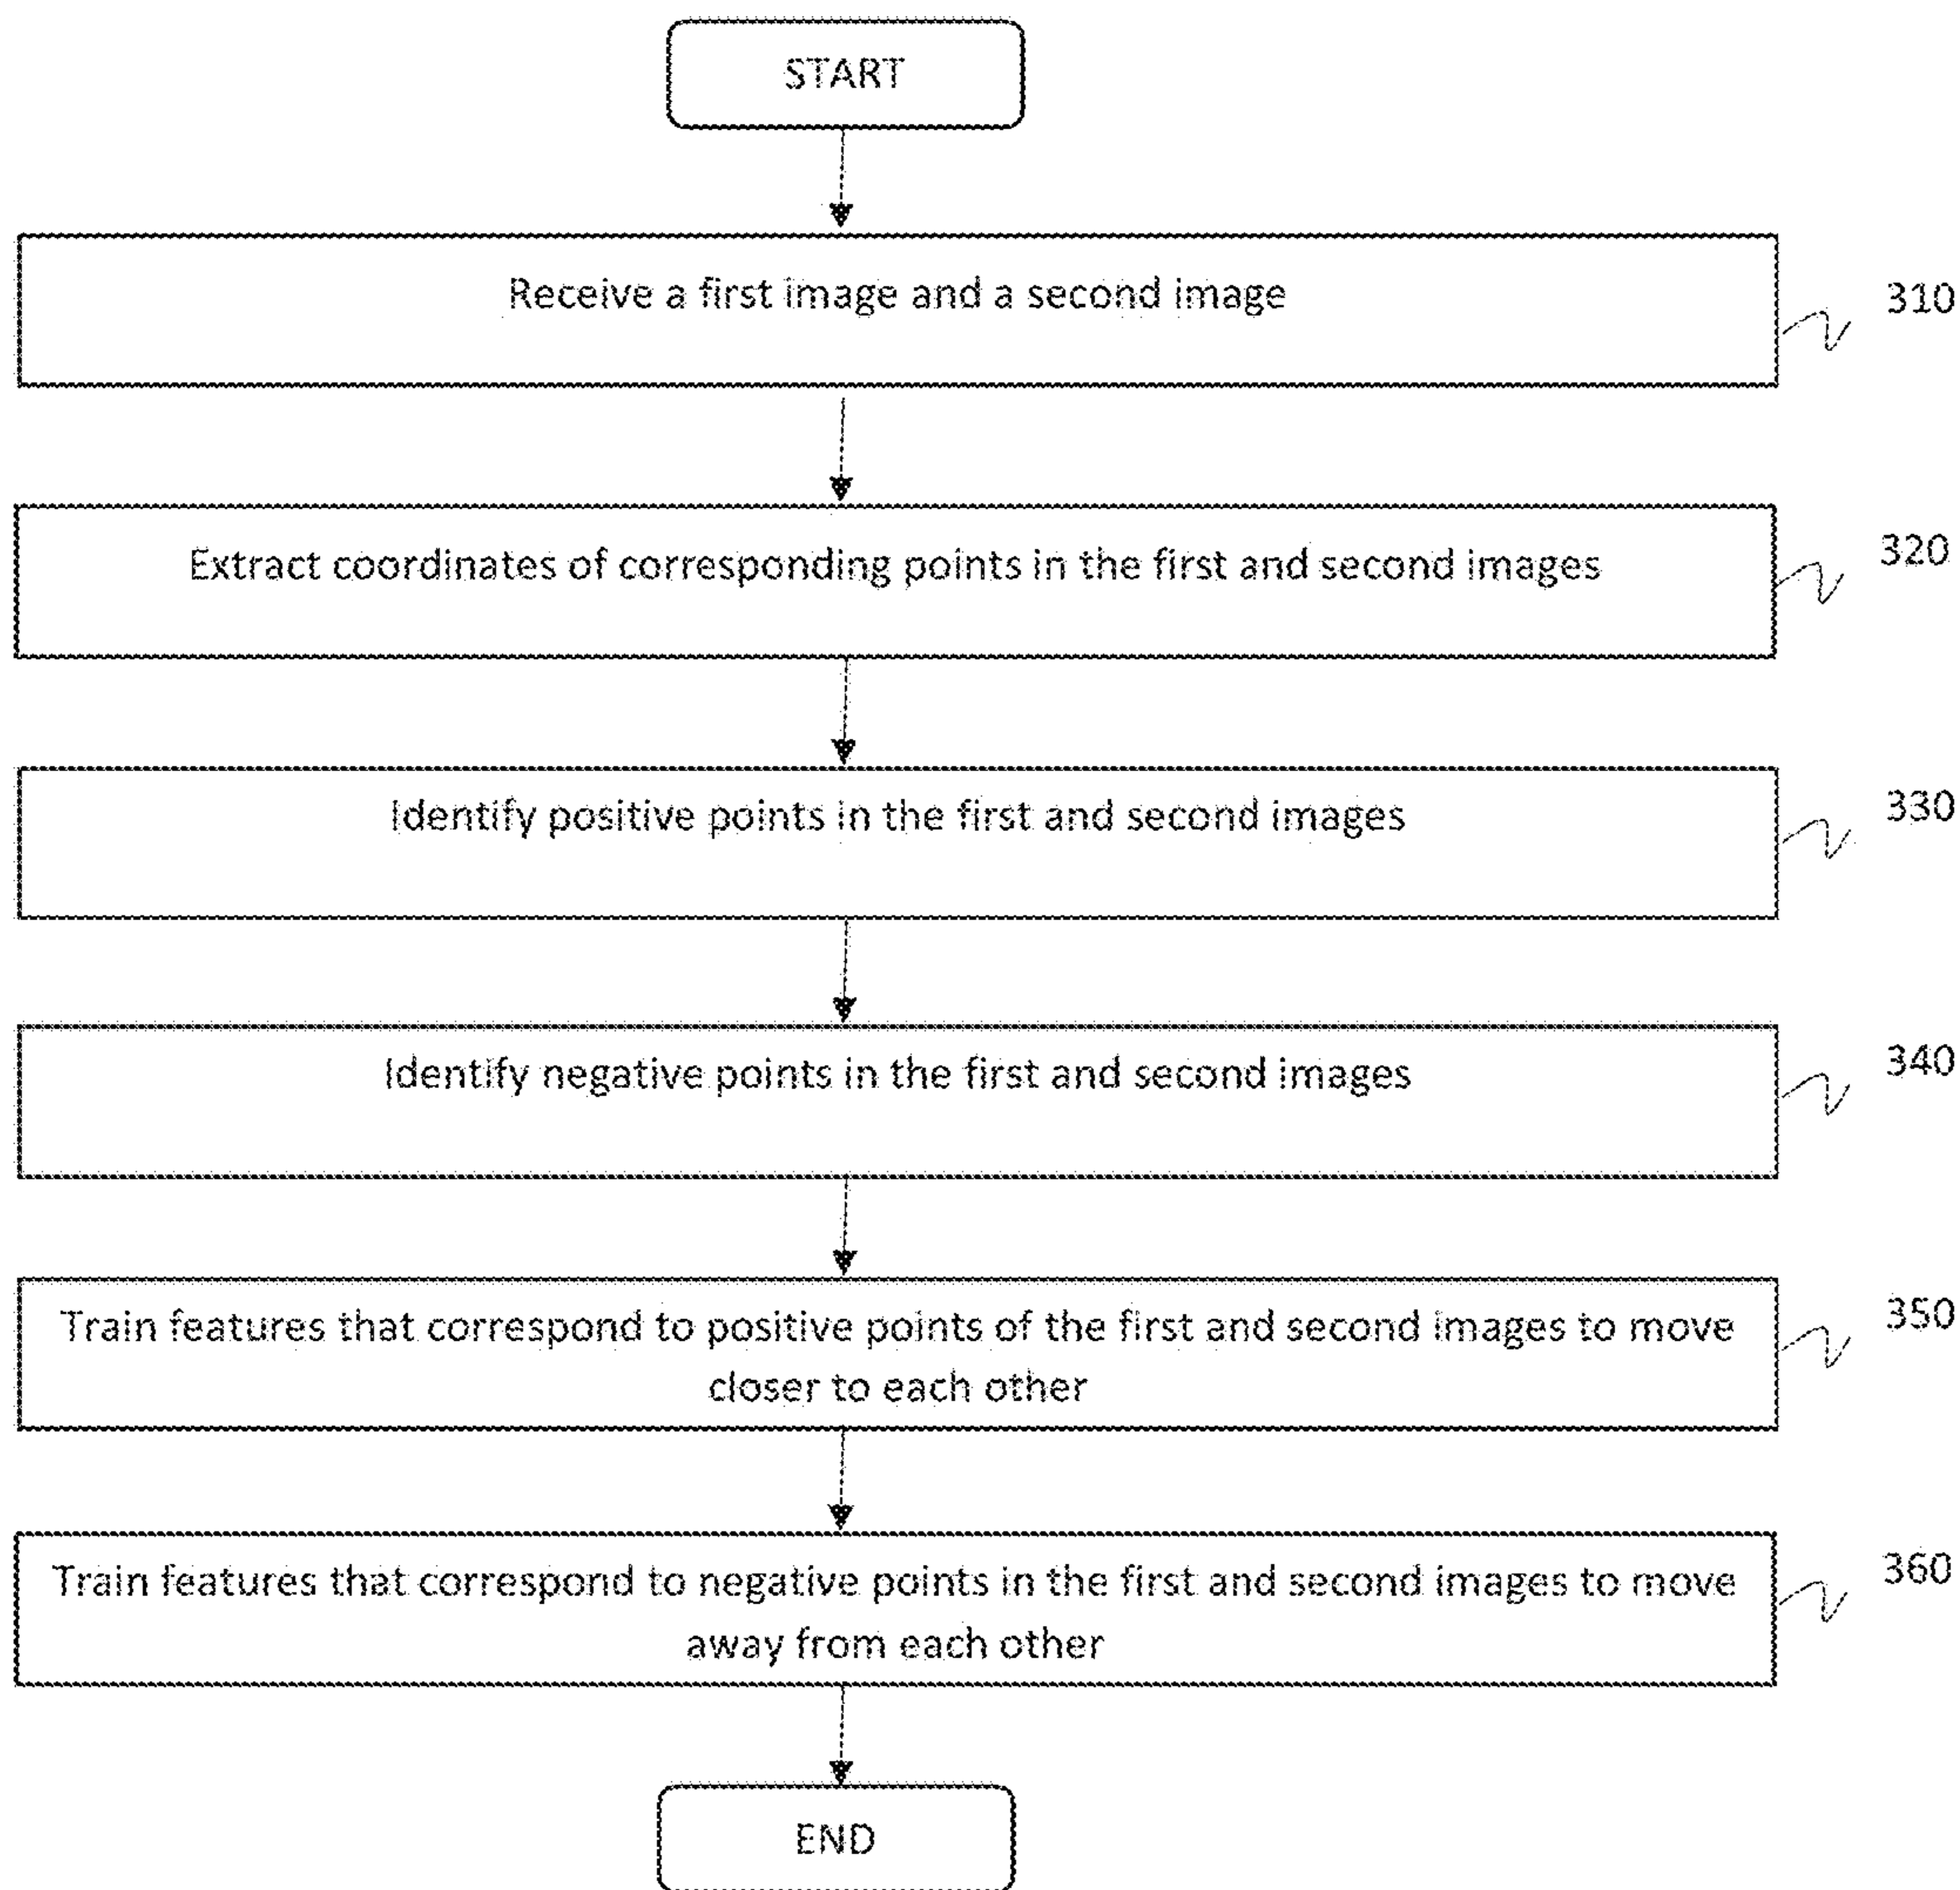 START
Receive a first image and a second image
310
Extract coordinates of corresponding points in the first and second images
320
Identify positive points in the first and second images
330
Identify negative points in the first and second images
340
Train features that correspond to positive points of the first and second images to move
closer to each other
350
Train features that correspond to negative points in the first and second images to move
away from each other
360
END